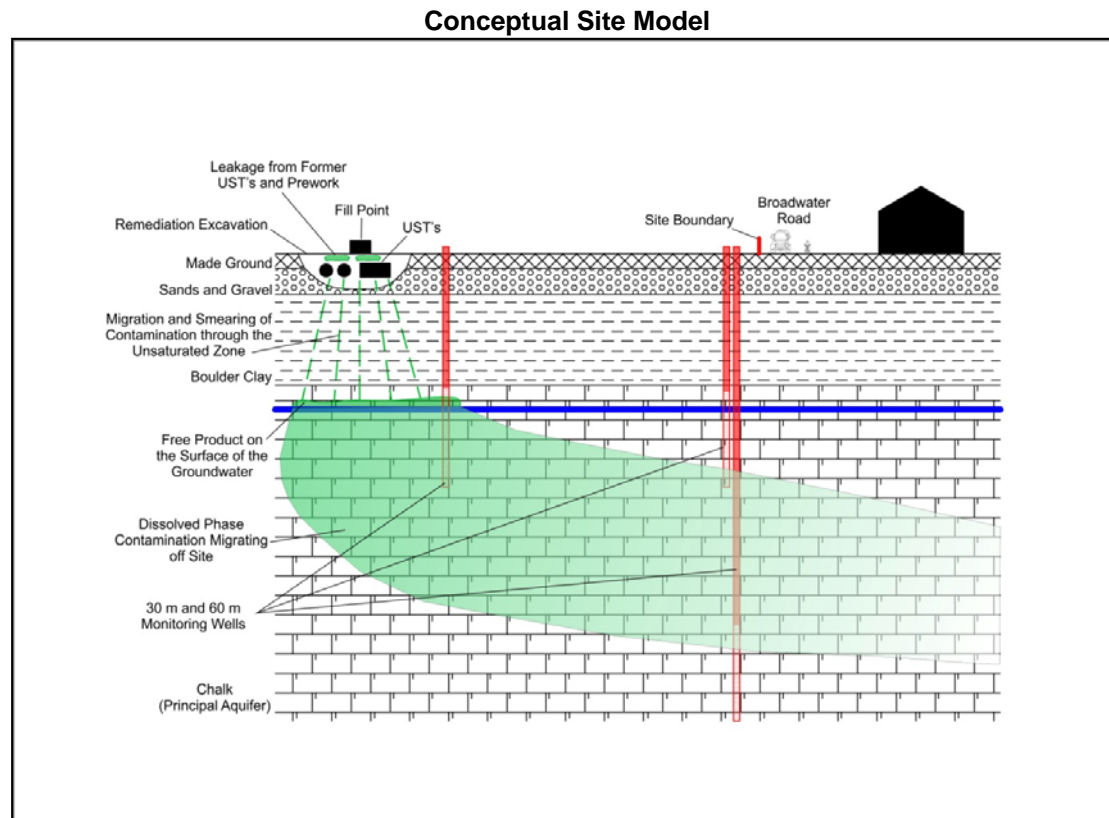 Conceptual Site Model
Leakage from Former
UST's and Prework
Fill Point
Remediation Excavation
UST's
Site Boundary
Broadwater
Road
Made Ground
Sands and Gravel
Migration and Smearing of
Contamination through the
Unsaturated Zone
Boulder Clay
Free Product on
the Surface of the
Groundwater
Dissolved Phase
Contamination Migrating
off Site
30 m and 60 m
Monitoring Wells
Chalk
(Principal Aquifer)